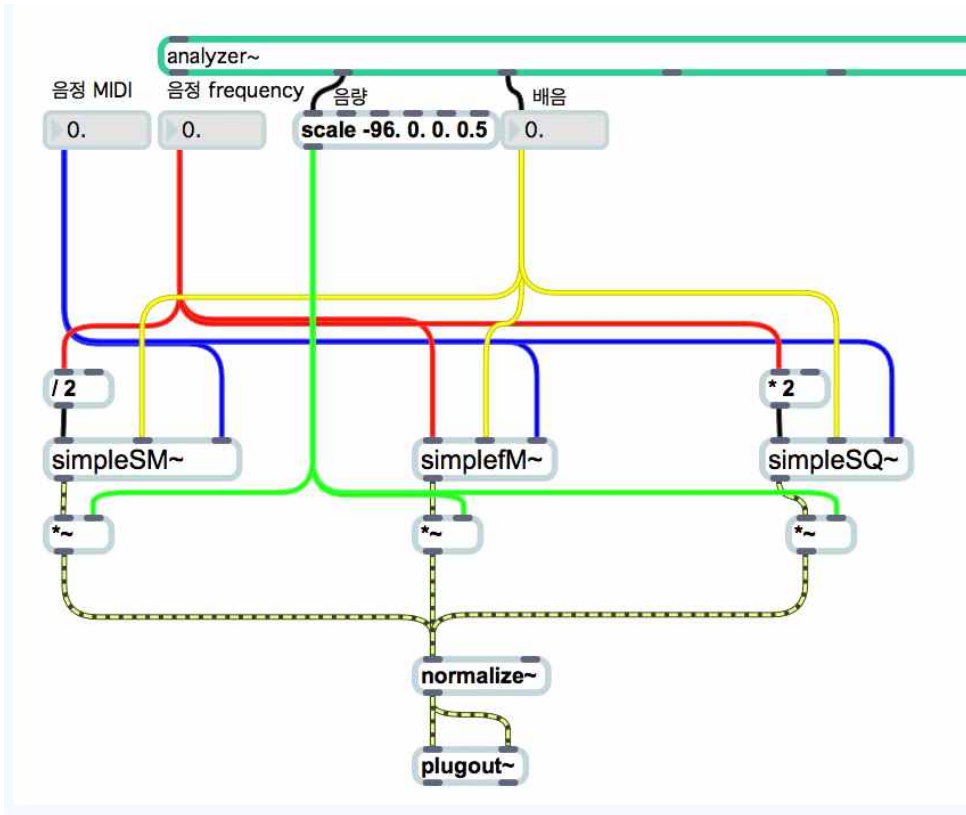 analyzer~
음정 MIDI
음정 frequency
음량
배음
0.
0.
scale -96. 0. 0. 0.5
0.
/ 2
* 2
simpleSM~
simplefM~
simpleSQ~
*~
*~
*~
normalize~
plugout~